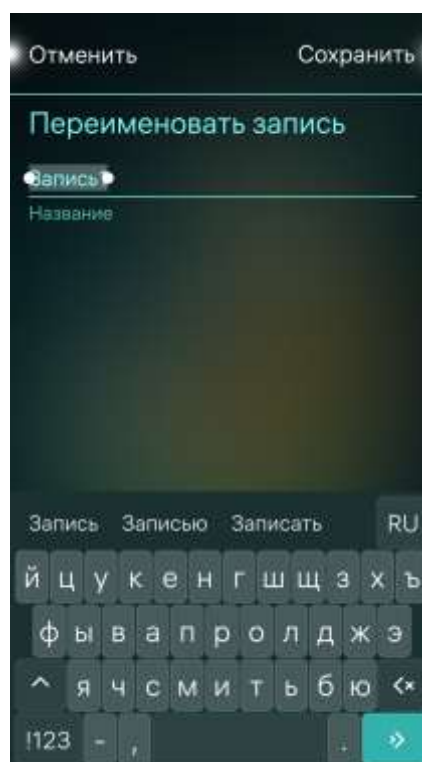 Отменить Сохранить
Переименовать запись
Запись
Название
Запись Записью Записать RU
й ц у к е н г ш щ з х ъ
ф ы в а п р о л д ж э
я ч с м и т ь б ю
!123 - , .